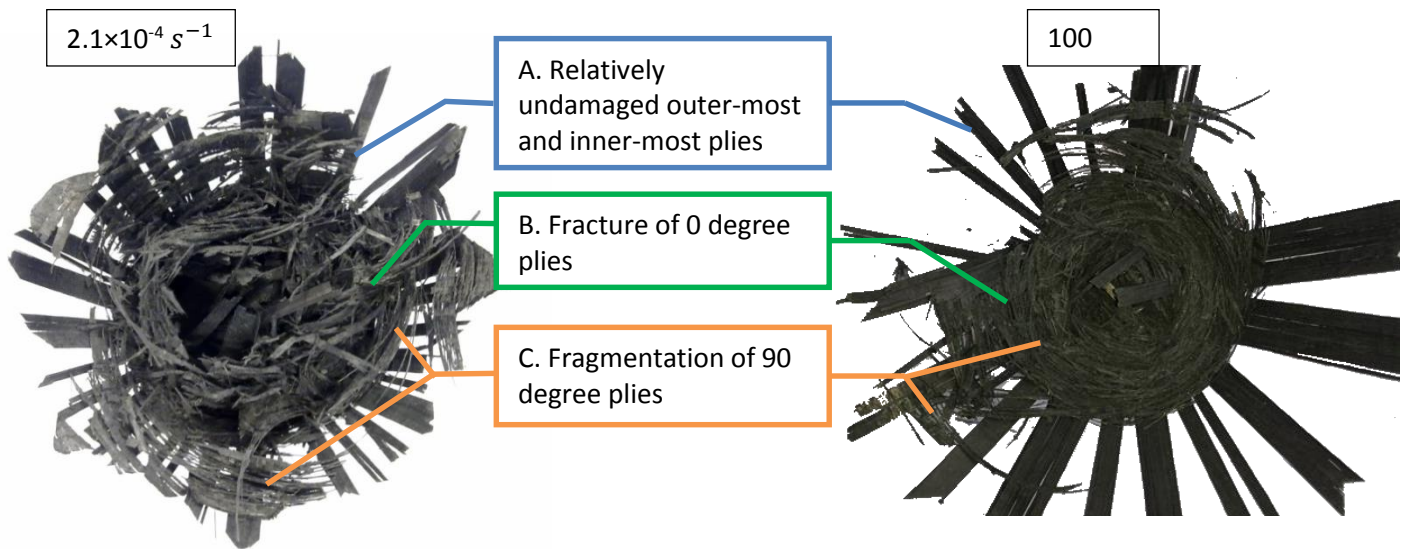 2.1×10⁻⁴ s⁻¹
100
A. Relatively
undamaged outer-most
and inner-most plies
B. Fracture of 0 degree
plies
C. Fragmentation of 90
degree plies